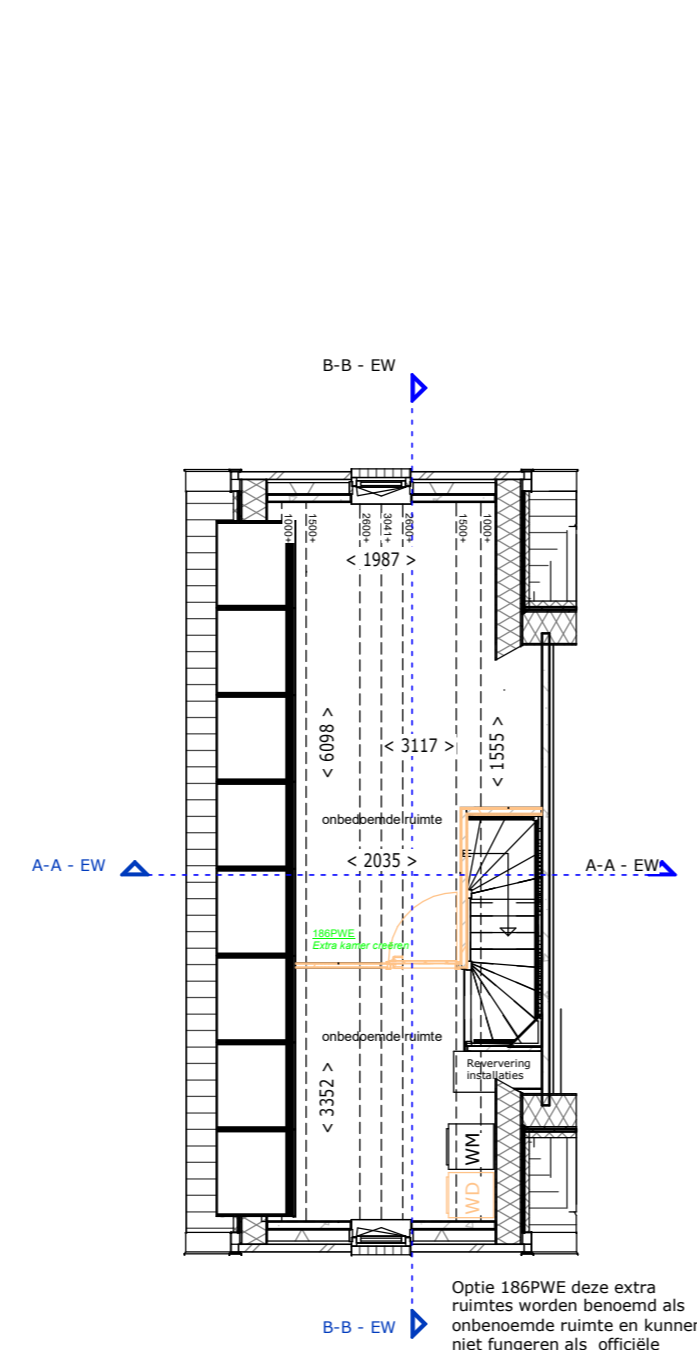 B-B - EW
1000+
1500+
2600+
3041+
2600+
1500+
1000+
< 1987 >
< 6098 >
< 3117 >
< 1555 >
onbedoemde ruimte
< 2035 >
A-A - EW
A-A - EW
186PWE
Extra kamer creëren
onbedoemde ruimte
Reververing
installaties
< 3352 >
WM
WD
Optie 186PWE deze extra
ruimtes worden benoemd als
onbenoemde ruimte en kunnen
niet fungeren als officiële
B-B - EW